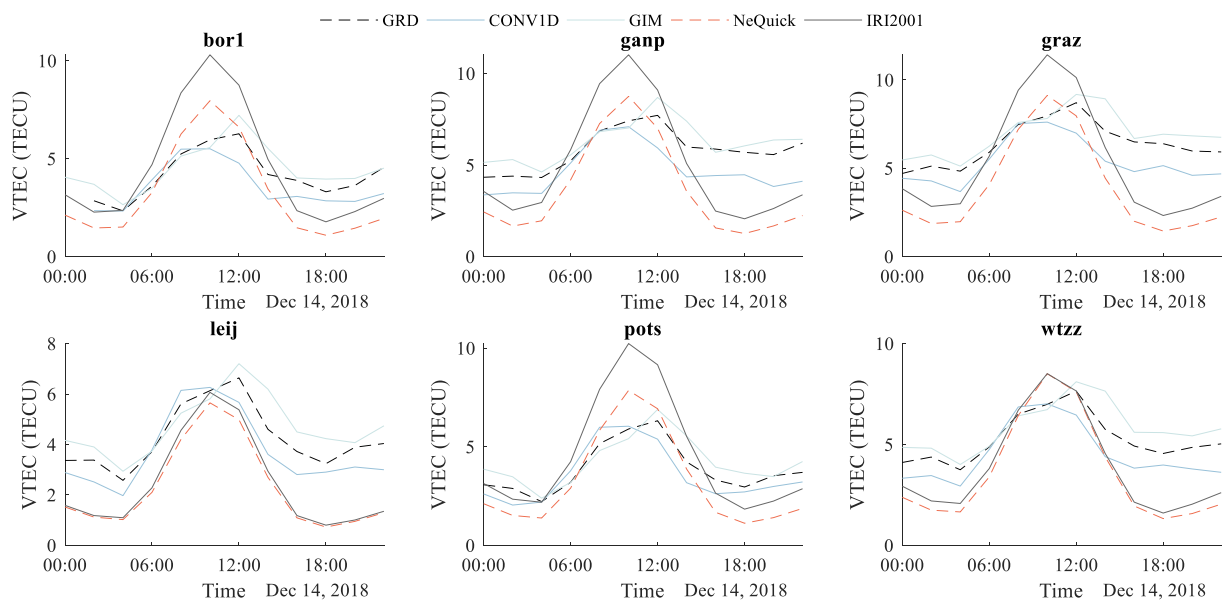 GRD CONV1D GIM NeQuick IRI2001
bor1 ganp graz
VTEC (TECU) VTEC (TECU) VTEC (TECU)
10 10 10
5 5 5
0 0 0
00:00 06:00 12:00 18:00 00:00 06:00 12:00 18:00 00:00 06:00 12:00 18:00
Time Dec 14, 2018 Time Dec 14, 2018 Time Dec 14, 2018
leij pots wtzz
VTEC (TECU) VTEC (TECU) VTEC (TECU)
8 10 10
6
4 5 5
2
0 0 0
00:00 06:00 12:00 18:00 00:00 06:00 12:00 18:00 00:00 06:00 12:00 18:00
Time Dec 14, 2018 Time Dec 14, 2018 Time Dec 14, 2018